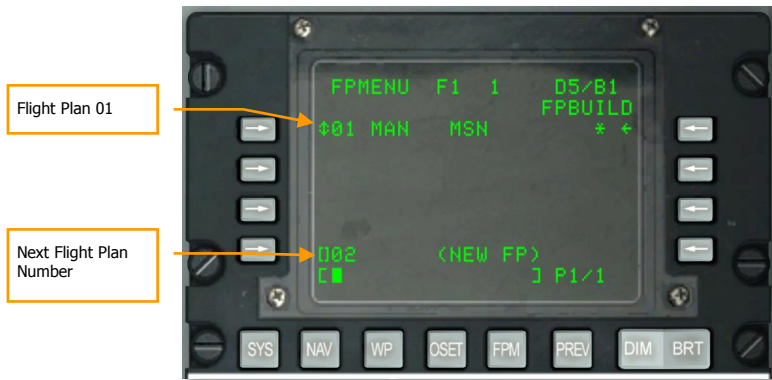 Flight Plan 01
Next Flight Plan
Number
FPMENU F1 1 D5/B1
FPBUILD
↕01 MAN MSN * ←
[]02 (NEW FP)
[ ] P1/1
SYS NAV WP OSET FPM PREV DIM BRT